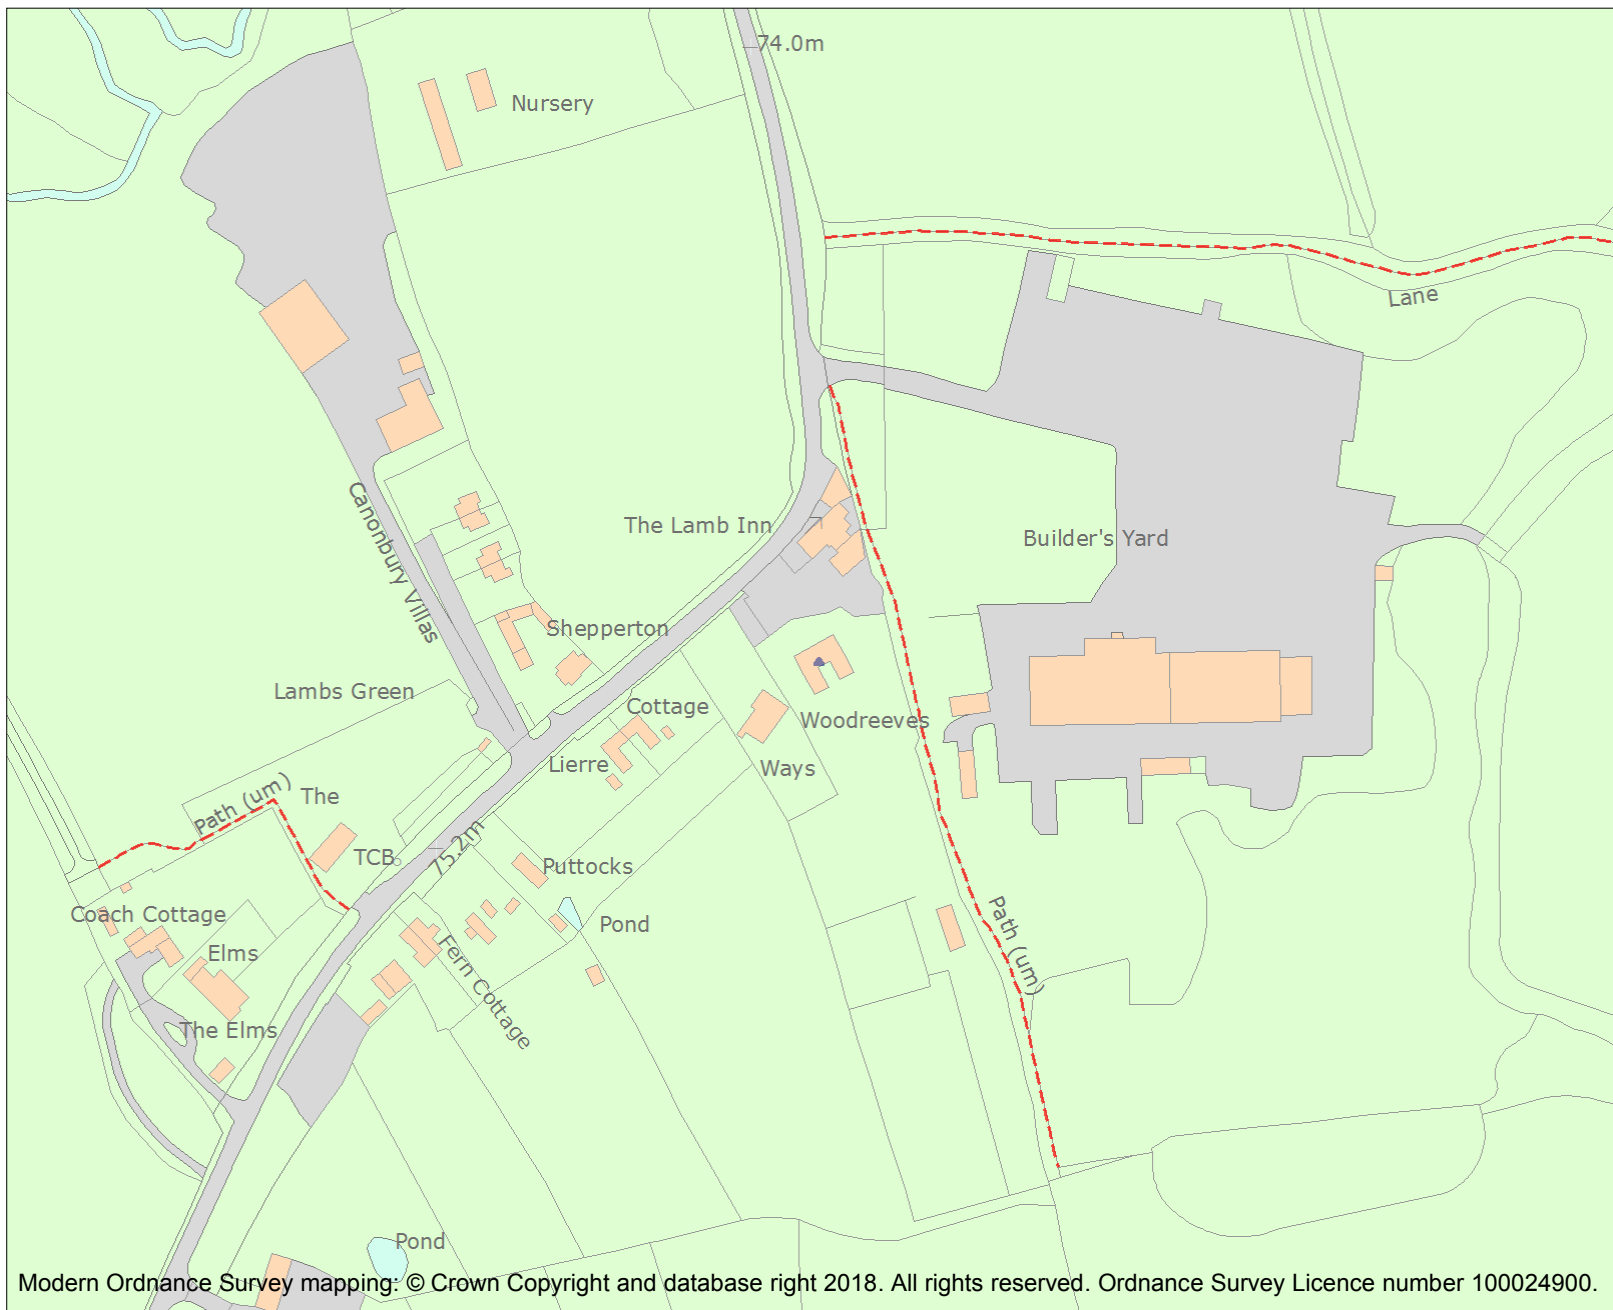 74.0m
Nursery
Lane
The Lamb Inn
Builder's Yard
Canonbury Villas
Shepperton
Lambs Green
Cottage
Woodreeves
Lierre
Ways
Path (um)
The
75.2m
TCB
Puttocks
Coach Cottage
Pond
Path (um)
Elms
Fern Cottage
The Elms
Pond
Modern Ordnance Survey mapping: © Crown Copyright and database right 2018. All rights reserved. Ordnance Survey Licence number 100024900.